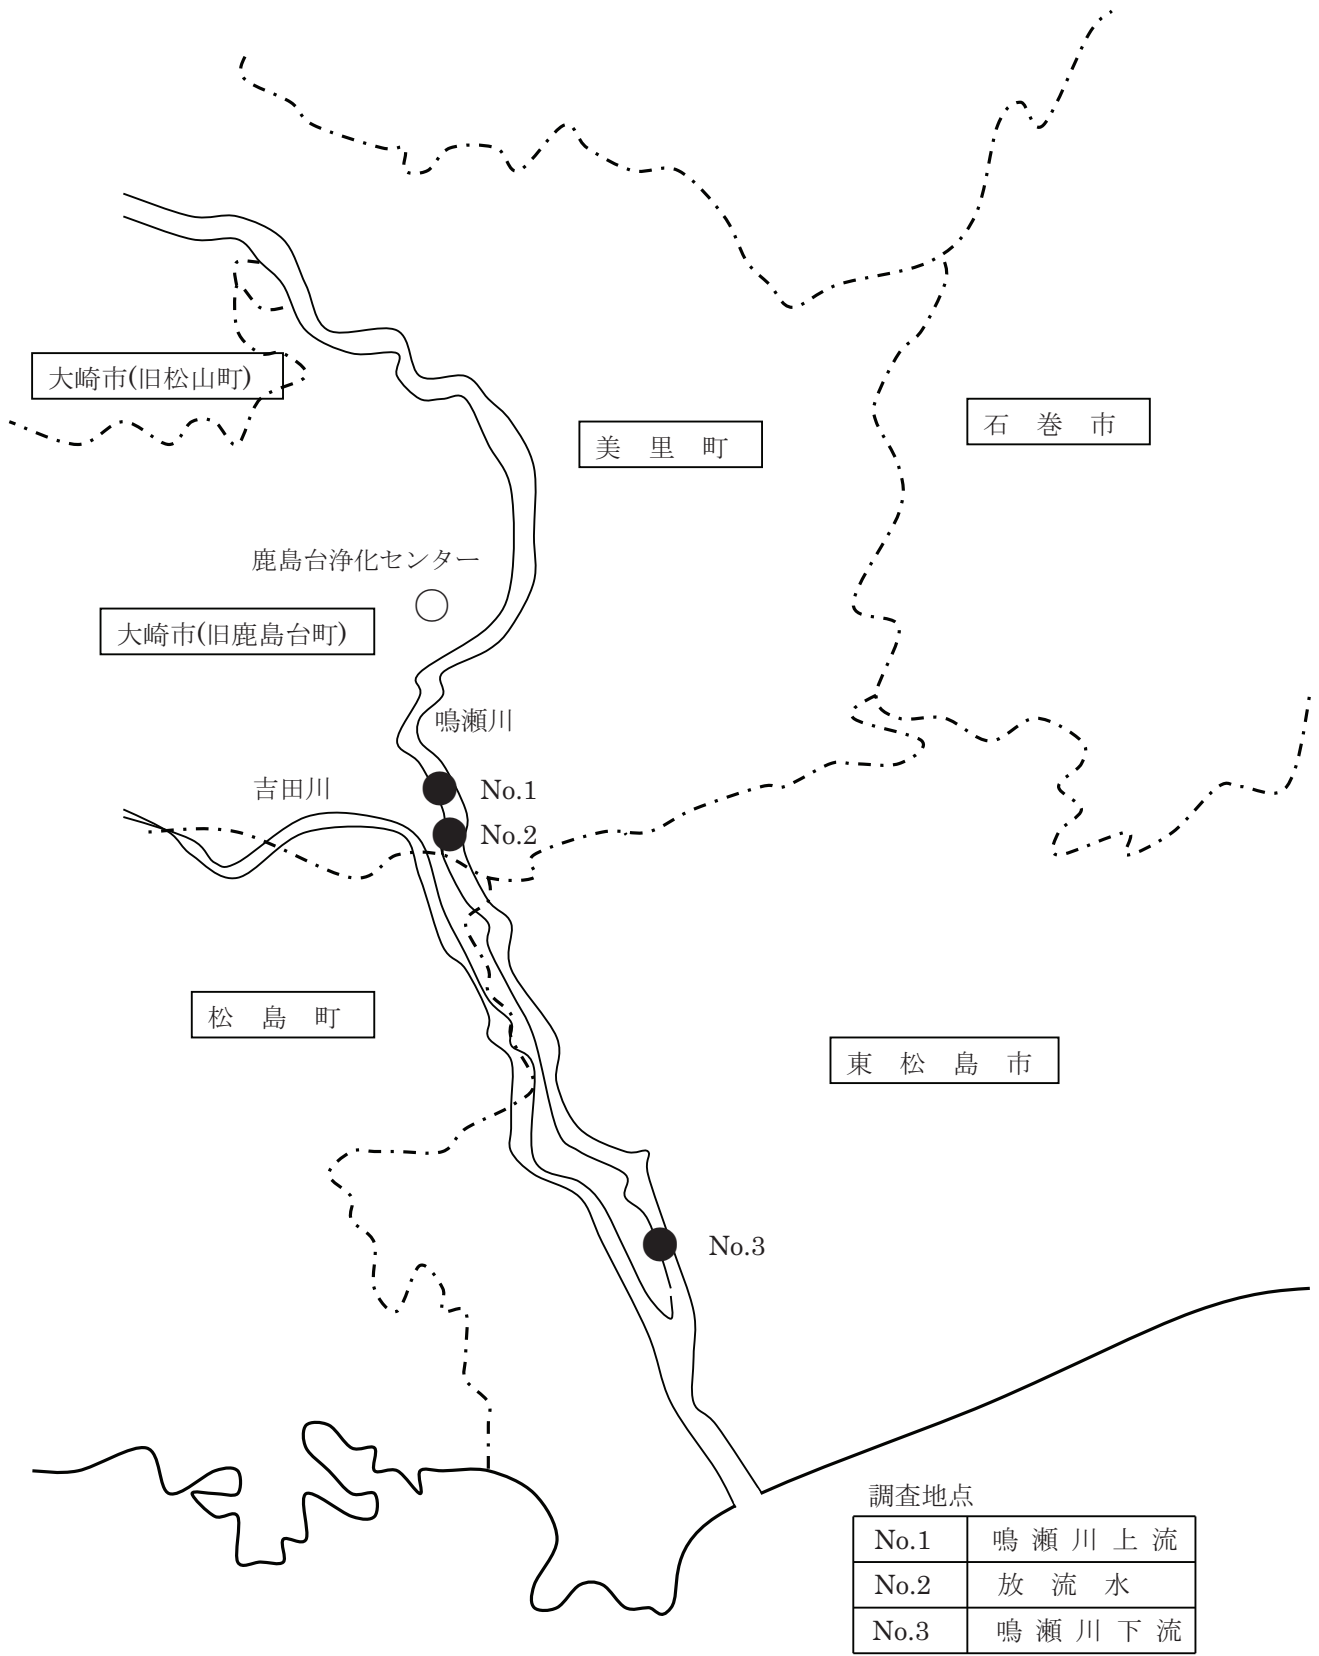 大崎市(旧松山町)
石巻市
美里町
鹿島台浄化センター
大崎市(旧鹿島台町)
鳴瀬川
吉田川
No.1
No.2
松島町
東松島市
No.3
調査地点
No.1 鳴瀬川上流
No.2 放流水
No.3 鳴瀬川下流